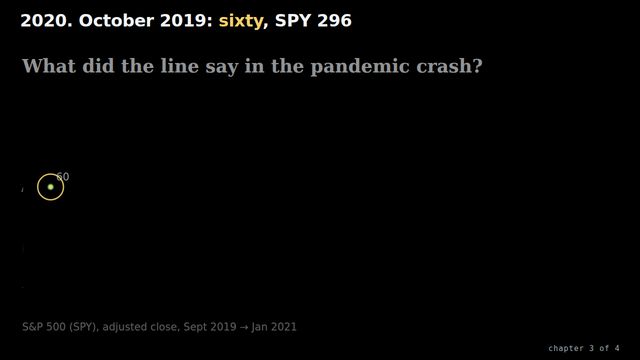 2020. October 2019: sixty, SPY 296
What did the line say in the pandemic crash?
60
S&P 500 (SPY), adjusted close, Sept 2019 → Jan 2021
chapter 3 of 4